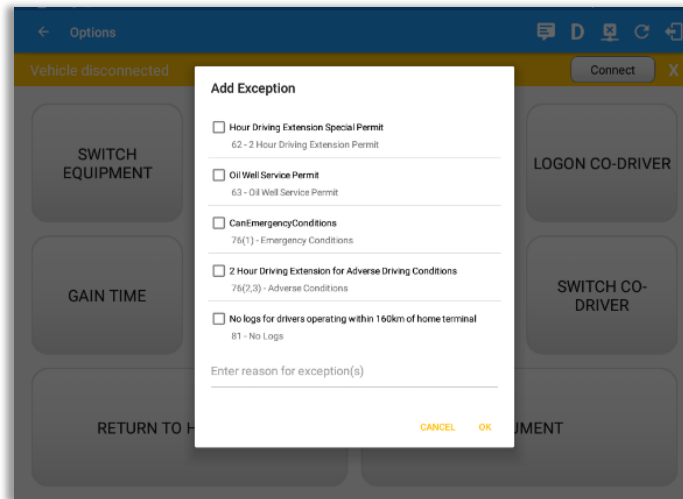 Options
D
Vehicle disconnected
Connect
X
Add Exception
Hour Driving Extension Special Permit
62 - 2 Hour Driving Extension Permit
Oil Well Service Permit
63 - Oil Well Service Permit
CanEmergencyConditions
76(1) - Emergency Conditions
2 Hour Driving Extension for Adverse Driving Conditions
76(2,3) - Adverse Conditions
No logs for drivers operating within 160km of home terminal
81 - No Logs
Enter reason for exception(s)
CANCEL
OK
SWITCH
EQUIPMENT
LOGON CO-DRIVER
GAIN TIME
SWITCH CO-
DRIVER
RETURN TO